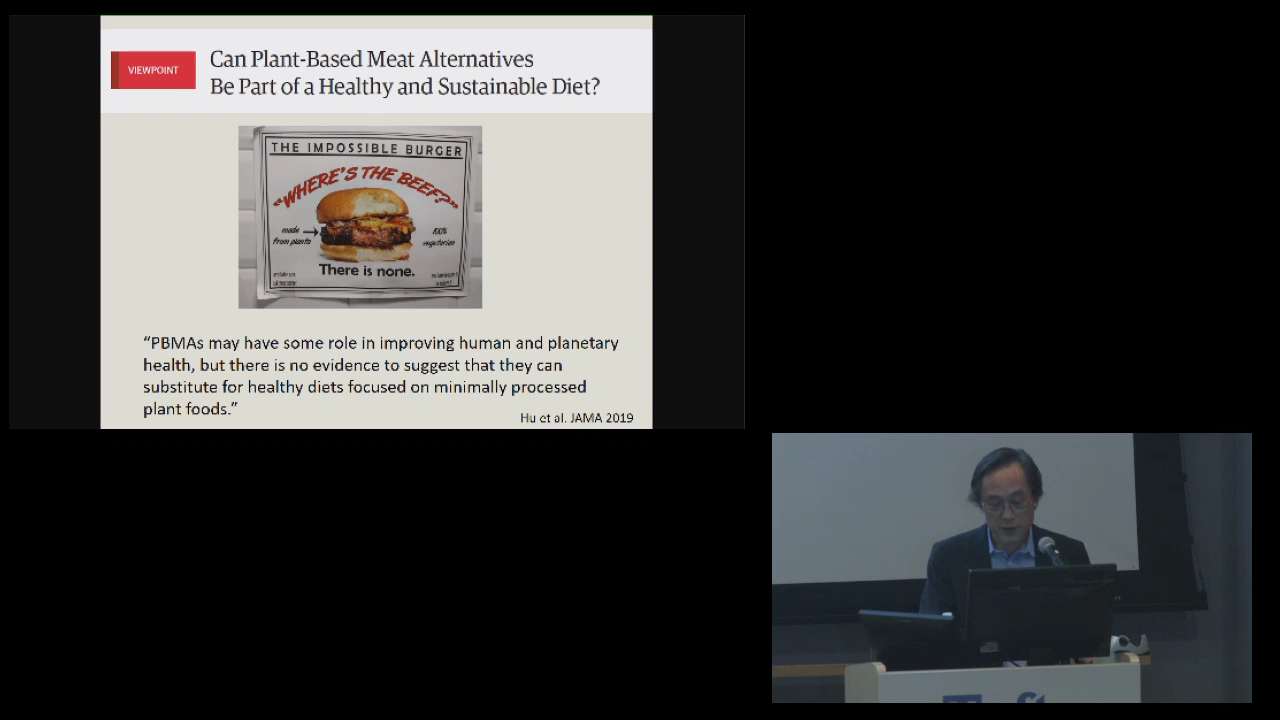 VIEWPOINT
Can Plant-Based Meat Alternatives
Be Part of a Healthy and Sustainable Diet?
THE IMPOSSIBLE BURGER
"WHERE'S THE BEEF?"
made
from plants
100%
vegetarian
There is none.
“PBMAs may have some role in improving human and planetary
health, but there is no evidence to suggest that they can
substitute for healthy diets focused on minimally processed
plant foods.”
Hu et al. JAMA 2019